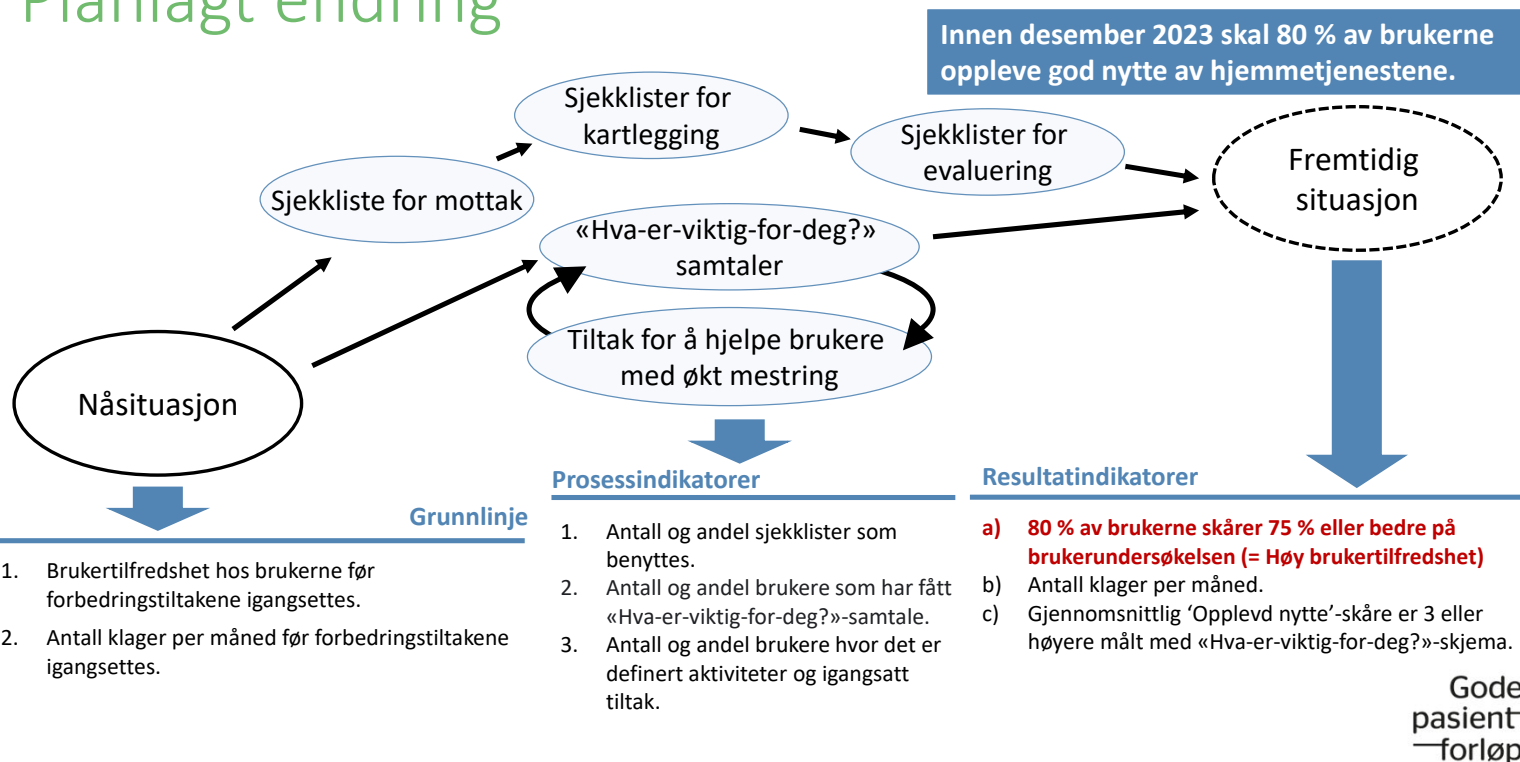 Planlagt endring
Innen desember 2023 skal 80 % av brukerne
oppleve god nytte av hjemmetjenestene.
Sjekklister for
kartlegging
Sjekklister for
evaluering
Fremtidig
situasjon
Sjekkliste for mottak
«Hva-er-viktig-for-deg?»
samtaler
Tiltak for å hjelpe brukere
med økt mestring
Nåsituasjon
Grunnlinje
1. Brukertilfredshet hos brukerne før
forbedringstiltakene igangsettes.
2. Antall klager per måned før forbedringstiltakene
igangsettes.
Prosessindikatorer
1. Antall og andel sjekklister som
benyttes.
2. Antall og andel brukere som har fått
«Hva-er-viktig-for-deg?»-samtale.
3. Antall og andel brukere hvor det er
definert aktiviteter og igangsatt
tiltak.
Resultatindikatorer
a) 80 % av brukerne skårer 75 % eller bedre på
brukerundersøkelsen (= Høy brukertilfredshet)
b) Antall klager per måned.
c) Gjennomsnittlig ‘Opplevd nytte’-skåre er 3 eller
høyere målt med «Hva-er-viktig-for-deg?»-skjema.
Gode
pasient
forløp